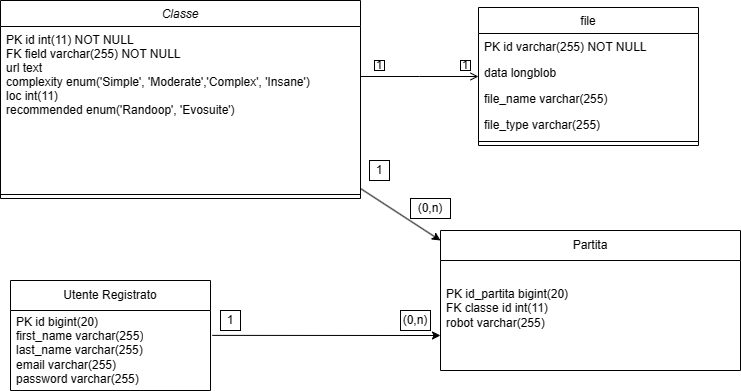 Classe
PK id int(11) NOT NULL
FK field varchar(255) NOT NULL
url text
complexity enum('Simple', 'Moderate','Complex', 'Insane')
loc int(11)
recommended enum('Randoop', 'Evosuite')
1
1
file
PK id varchar(255) NOT NULL
data longblob
file_name varchar(255)
file_type varchar(255)
1
(0,n)
Partita
PK id_partita bigint(20)
FK classe id int(11)
robot varchar(255)
Utente Registrato
PK id bigint(20)
first_name varchar(255)
last_name varchar(255)
email varchar(255)
password varchar(255)
1
(0,n)